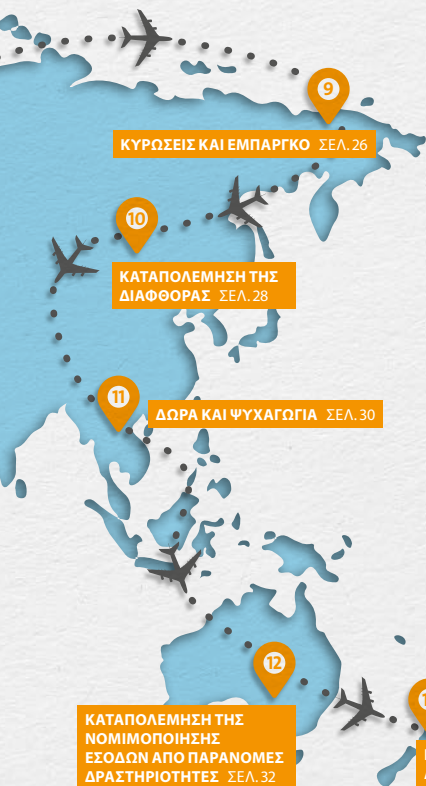 9
ΚΥΡΩΣΕΙΣ ΚΑΙ ΕΜΠΑΡΓΚΟ ΣΕΛ. 26
10
ΚΑΤΑΠΟΛΕΜΗΣΗ ΤΗΣ
ΔΙΑΦΘΟΡΑΣ ΣΕΛ. 28
11
ΔΩΡΑ ΚΑΙ ΨΥΧΑΓΩΓΙΑ ΣΕΛ. 30
12
ΚΑΤΑΠΟΛΕΜΗΣΗ ΤΗΣ
ΝΟΜΙΜΟΠΟΙΗΣΗΣ
ΕΣΟΔΩΝ ΑΠΟ ΠΑΡΑΝΟΜΕΣ
ΔΡΑΣΤΗΡΙΟΤΗΤΕΣ ΣΕΛ. 32